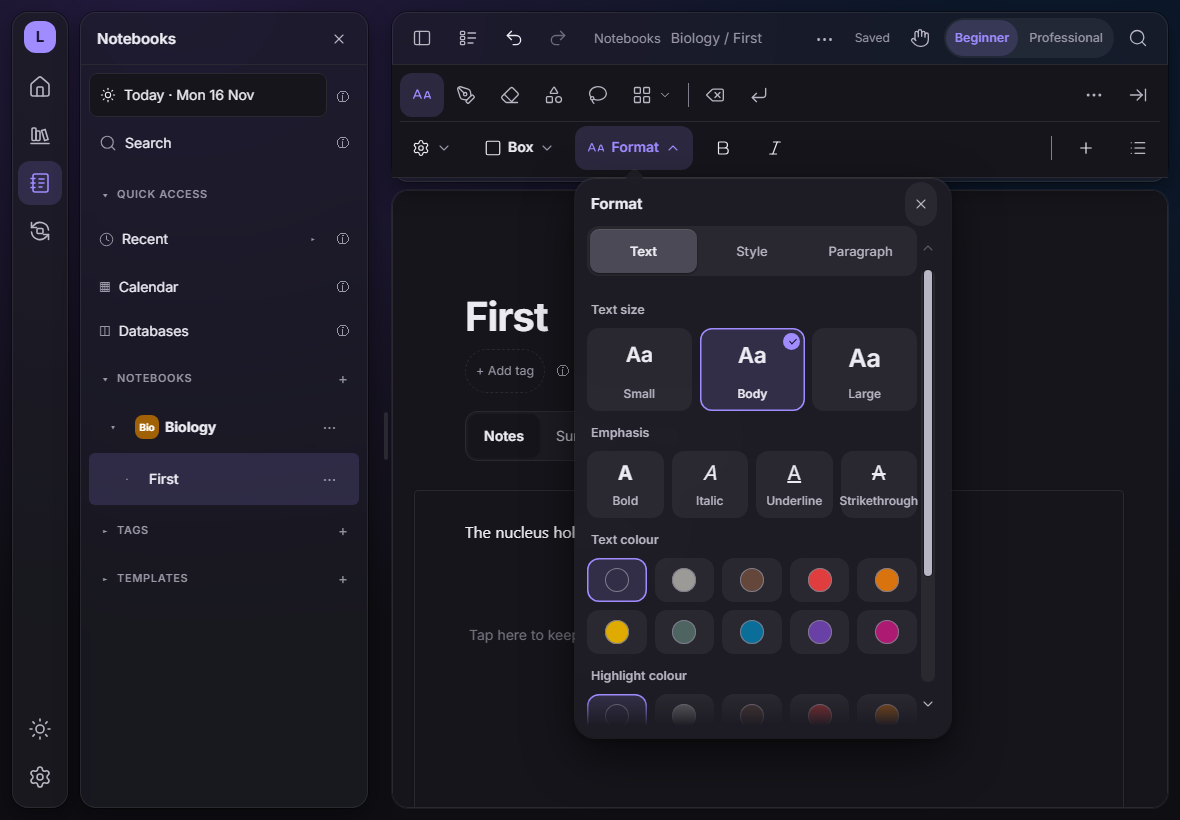 L
Notebooks
Today · Mon 16 Nov
Search
QUICK ACCESS
Recent
Calendar
Databases
NOTEBOOKS
Bio Biology
First
TAGS
TEMPLATES
Notebooks Biology / First
Saved
Beginner Professional
AA
Box
AA Format
B I
Format
Text Style Paragraph
First
+ Add tag
Notes
The nucleus
Tap here to keep
Text size
Aa Aa Aa
Small Body Large
Emphasis
A A A A
Bold Italic Underline Strikethrough
Text colour
Highlight colour